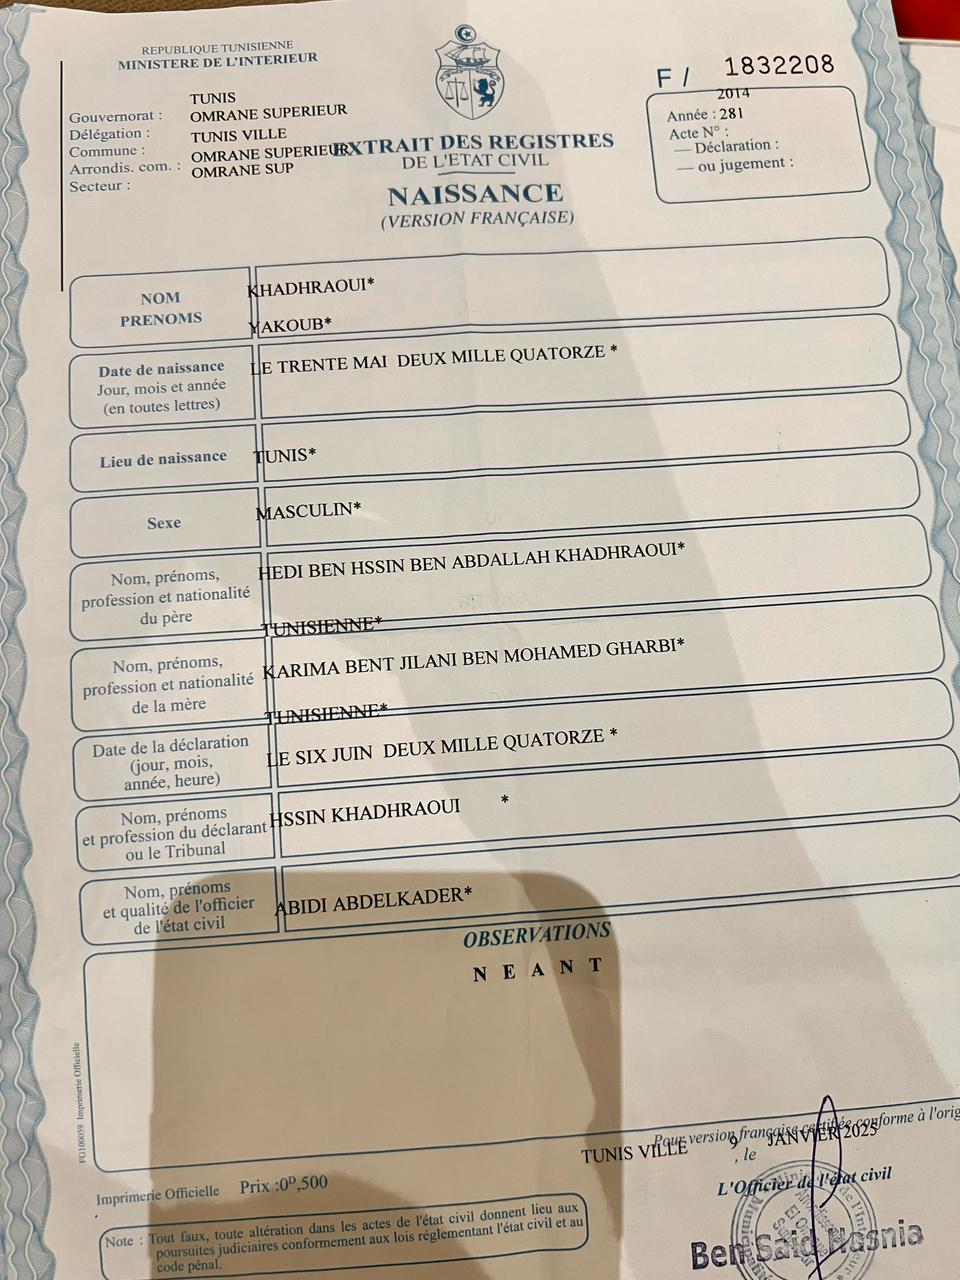 REPUBLIQUE TUNISIENNE
MINISTERE DE L'INTERIEUR
Gouvernorat : TUNIS
Délégation : OMRANE SUPERIEUR
Commune : TUNIS VILLE
Arrondis. com. : OMRANE SUPERIEUR
Secteur : OMRANE SUP
EXTRAIT DES REGISTRES
DE L'ETAT CIVIL
NAISSANCE
(VERSION FRANÇAISE)
F / 1832208
2014
Année : 281
Acte N° :
— Déclaration :
— ou jugement :
NOM
PRENOMS
KHADHRAOUI*
YAKOUB*
Date de naissance
Jour, mois et année
(en toutes lettres)
LE TRENTE MAI DEUX MILLE QUATORZE *
Lieu de naissance
TUNIS*
Sexe
MASCULIN*
Nom, prénoms,
profession et nationalité
du père
HEDI BEN HSSIN BEN ABDALLAH KHADHRAOUI*
TUNISIENNE*
Nom, prénoms,
profession et nationalité
de la mère
KARIMA BENT JILANI BEN MOHAMED GHARBI*
TUNISIENNE*
Date de la déclaration
(jour, mois,
année, heure)
LE SIX JUIN DEUX MILLE QUATORZE *
Nom, prénoms
et profession du déclarant
ou le Tribunal
HSSIN KHADHRAOUI *
Nom, prénoms
et qualité de l'officier
de l'état civil
ABIDI ABDELKADER*
OBSERVATIONS
N E A N T
FG100059 Imprimerie Officielle
Pour version française certifiée conforme à l'orig
TUNIS VILLE , le 9 JANVIER 2025
L'Officier de l'état civil
Ben Said Hasnia
Imprimerie Officielle Prix :0ᴰ,500
Note : Tout faux, toute altération dans les actes de l'état civil donnent lieu aux
poursuites judiciaires conformement aux lois réglementant l'état civil et au
code pénal.